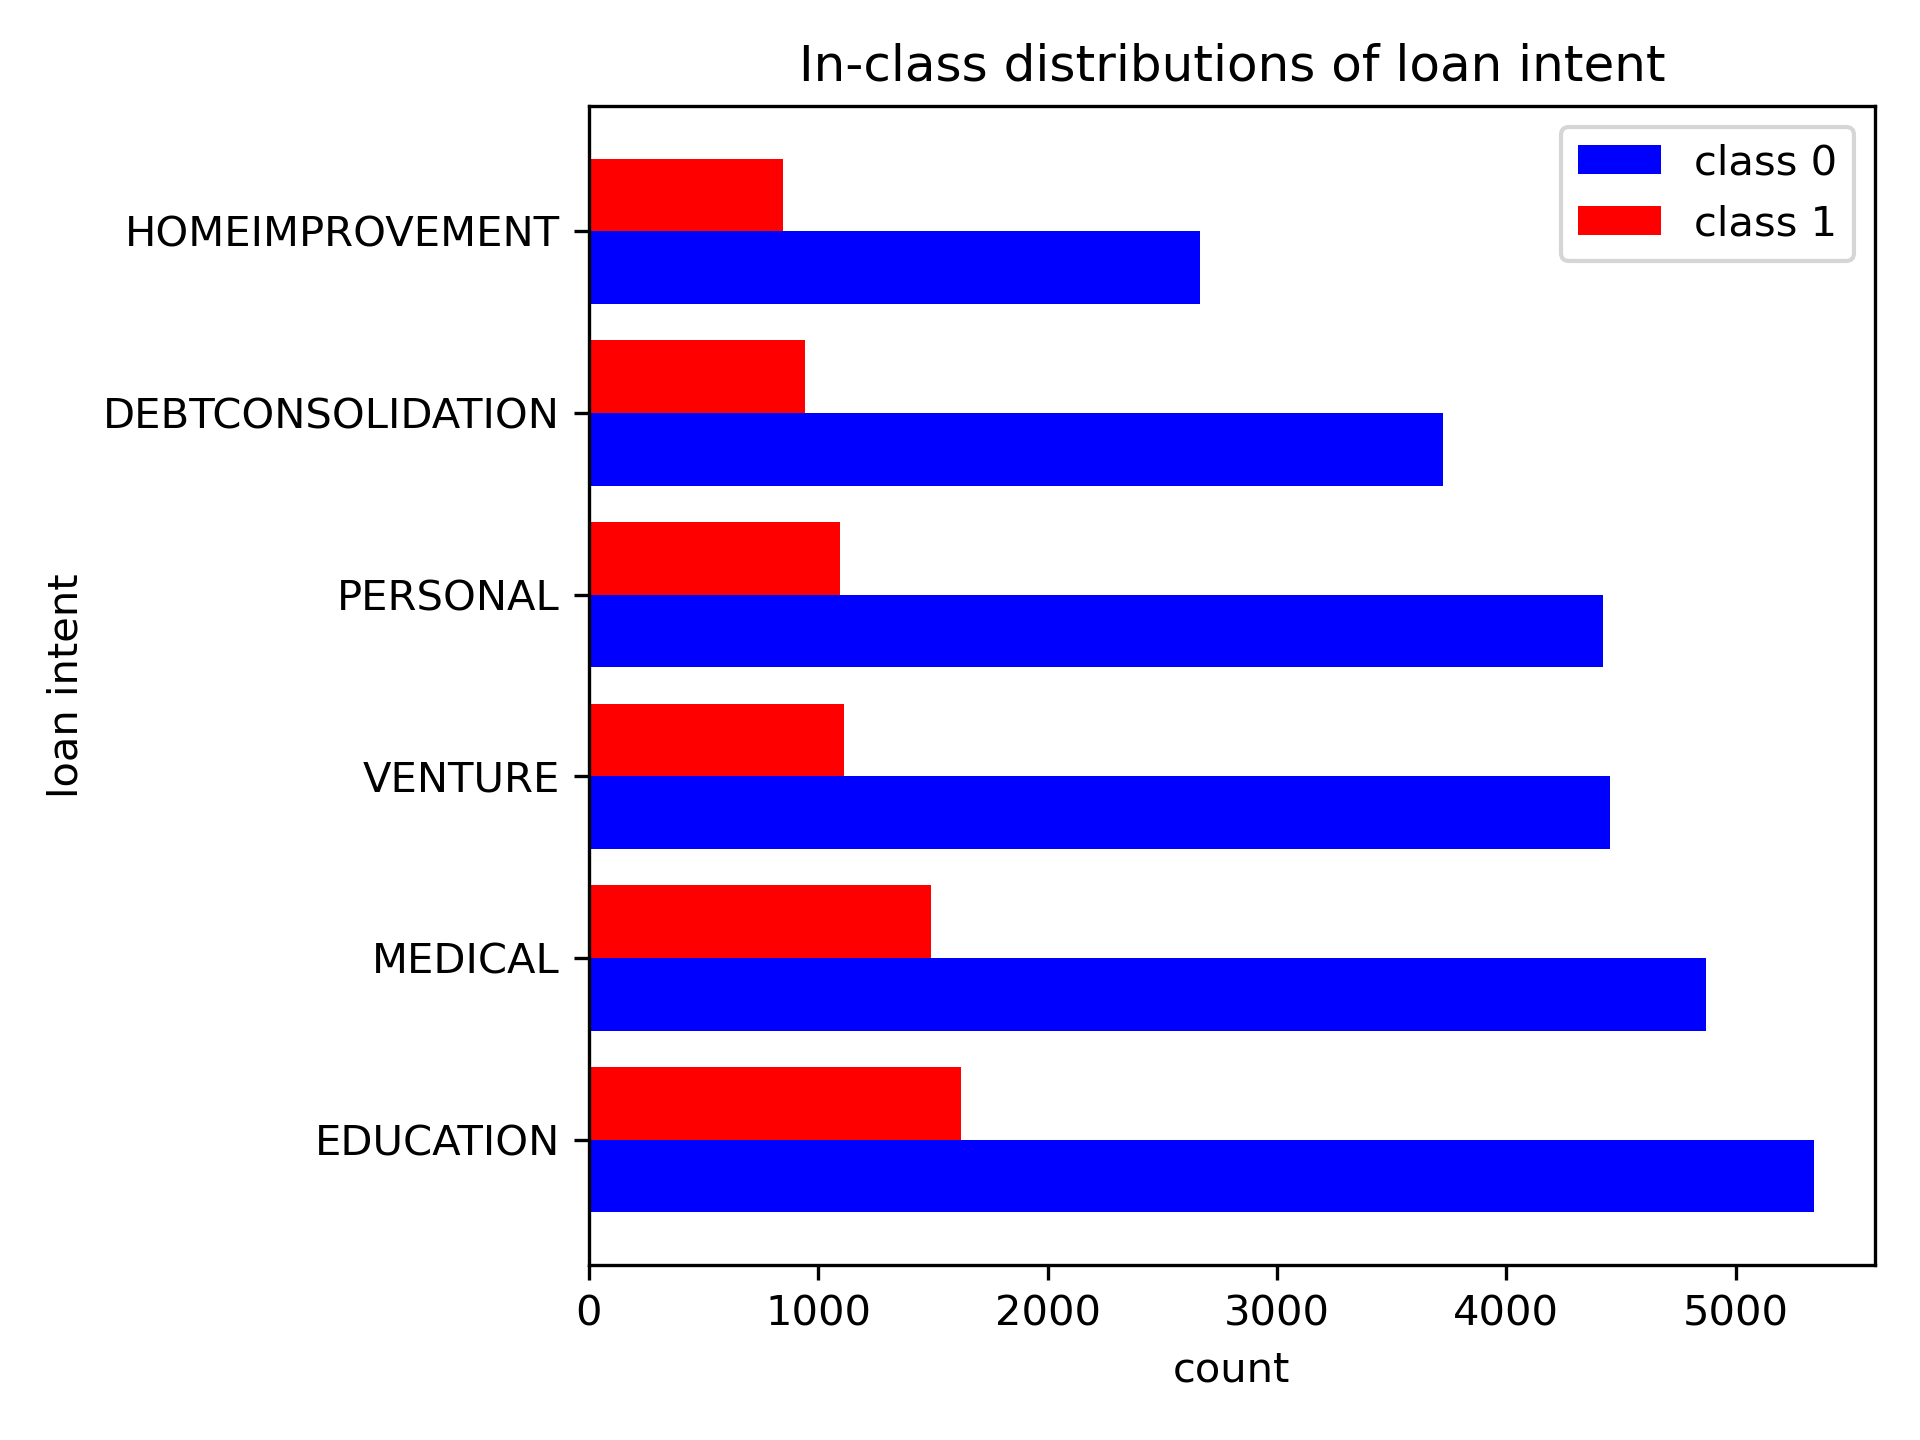 In-class distributions of loan intent
class 0
class 1
HOMEIMPROVEMENT
DEBTCONSOLIDATION
PERSONAL
VENTURE
MEDICAL
EDUCATION
loan intent
0 1000 2000 3000 4000 5000
count